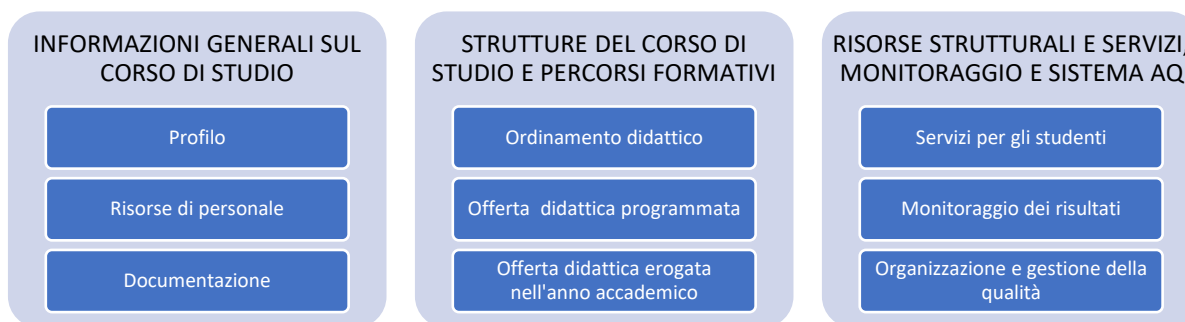 INFORMAZIONI GENERALI SUL
CORSO DI STUDIO
Profilo
Risorse di personale
Documentazione
STRUTTURE DEL CORSO DI
STUDIO E PERCORSI FORMATIVI
Ordinamento didattico
Offerta didattica programmata
Offerta didattica erogata
nell'anno accademico
RISORSE STRUTTURALI E SERVIZI,
MONITORAGGIO E SISTEMA AQ
Servizi per gli studenti
Monitoraggio dei risultati
Organizzazione e gestione della
qualità